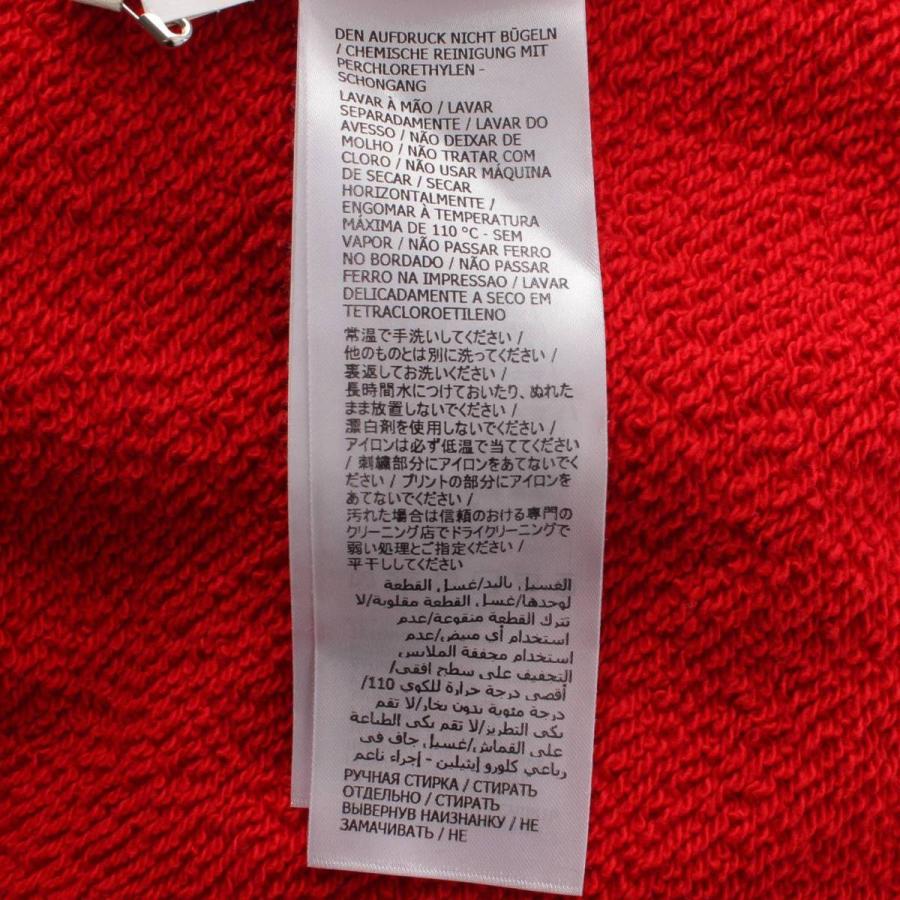 DEN AUFDRUCK NICHT BÜGELN
/ CHEMISCHE REINIGUNG MIT
PERCHLORETHYLEN -
SCHONGANG
LAVAR À MÃO / LAVAR
SEPARADAMENTE / LAVAR DO
AVESSO / NÃO DEIXAR DE
MOLHO / NÃO TRATAR COM
CLORO / NÃO USAR MÁQUINA
DE SECAR / SECAR
HORIZONTALMENTE /
ENGOMAR À TEMPERATURA
MÁXIMA DE 110 °C - SEM
VAPOR / NÃO PASSAR FERRO
NO BORDADO / NÃO PASSAR
FERRO NA IMPRESSAO / LAVAR
DELICADAMENTE A SECO EM
TETRACLOROETILENO
常温で手洗いしてください /
他のものとは別に洗ってください /
裏返してお洗いください /
長時間水につけておいたり、ぬれた
まま放置しないでください /
漂白剤を使用しないでください /
アイロンは必ず低温で当ててください
/ 刺繍部分にアイロンをあてないでく
ださい / プリントの部分にアイロンを
あてないでください /
汚れた場合は信頼のおける専門の
クリーニング店でドライクリーニングで
弱い処理とご指定ください /
平干ししてください
الغسيل باليد/غسل القطعة
لوحدها/غسل القطعة مقلوبة/لا
تترك القطعة منقوعة/عدم
استخدام أي مبيض/عدم
استخدام مجففة الملابس
التجفيف على سطح افقى/
أقصى درجة حرارة للكوي 110/
درجة مئوية بدون بخار/لا تقم
بكى التطريز/لا تقم بكى الطباعة
على القماش/غسيل جاف فى
رباعي كلورو إيثيلين - إجراء ناعم
РУЧНАЯ СТИРКА / СТИРАТЬ
ОТДЕЛЬНО / СТИРАТЬ
ВЫВЕРНУВ НАИЗНАНКУ / НЕ
ЗАМАЧИВАТЬ / НЕ